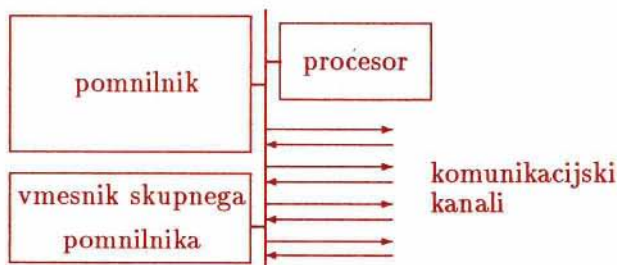 pomnilnik
procesor
vmesnik skupnega
pomnilnika
komunikacijski
kanali